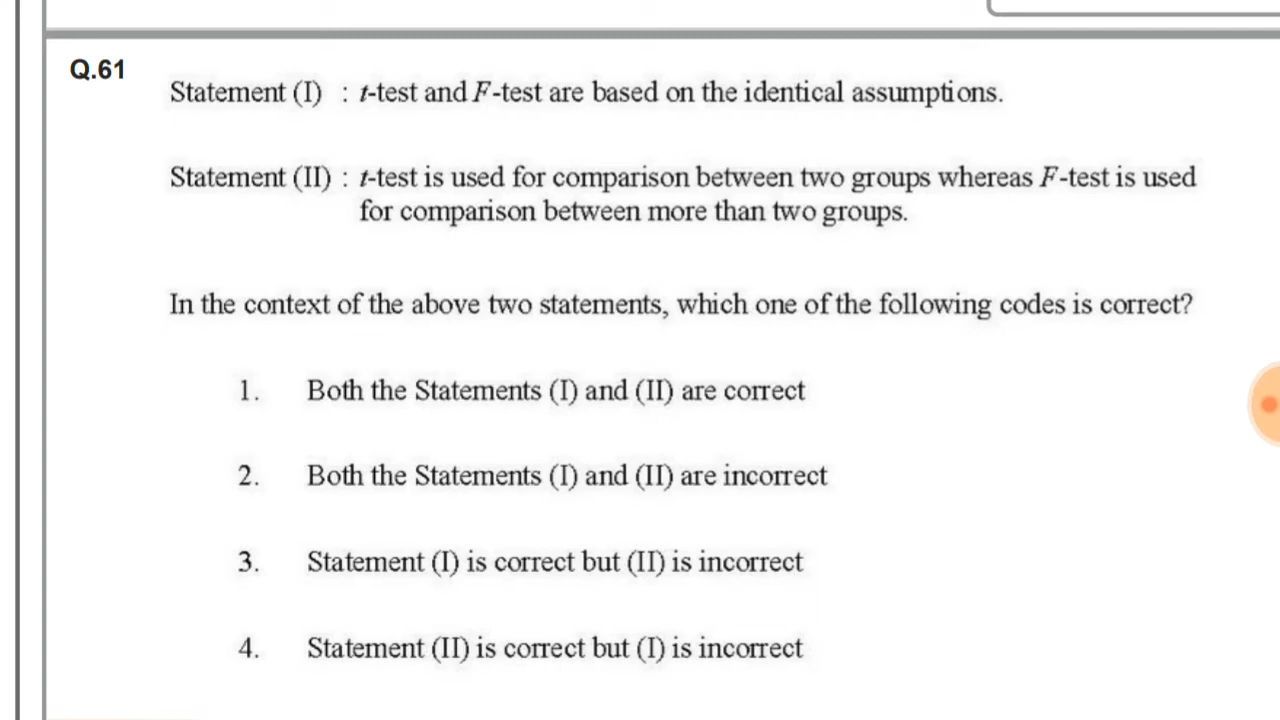 Q.61
Statement (I) : t-test and F-test are based on the identical assumptions.
Statement (II) : t-test is used for comparison between two groups whereas F-test is used
for comparison between more than two groups.
In the context of the above two statements, which one of the following codes is correct?
1. Both the Statements (I) and (II) are correct
2. Both the Statements (I) and (II) are incorrect
3. Statement (I) is correct but (II) is incorrect
4. Statement (II) is correct but (I) is incorrect